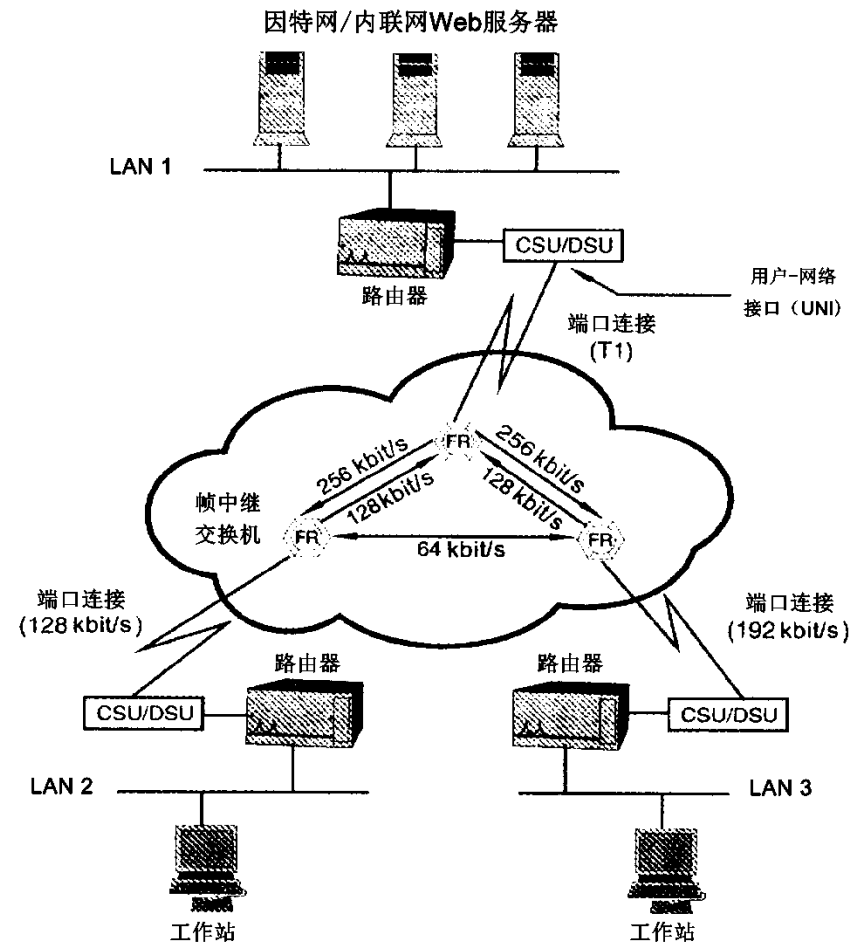 因特网/内联网Web服务器
LAN 1
CSU/DSU
路由器
用户-网络
接口（UNI）
端口连接
(T1)
FR
256 kbit/s
128 kbit/s
256 kbit/s
128 kbit/s
帧中继
交换机
FR
64 kbit/s
FR
端口连接
(128 kbit/s)
端口连接
(192 kbit/s)
路由器
路由器
CSU/DSU
CSU/DSU
LAN 2
LAN 3
工作站
工作站